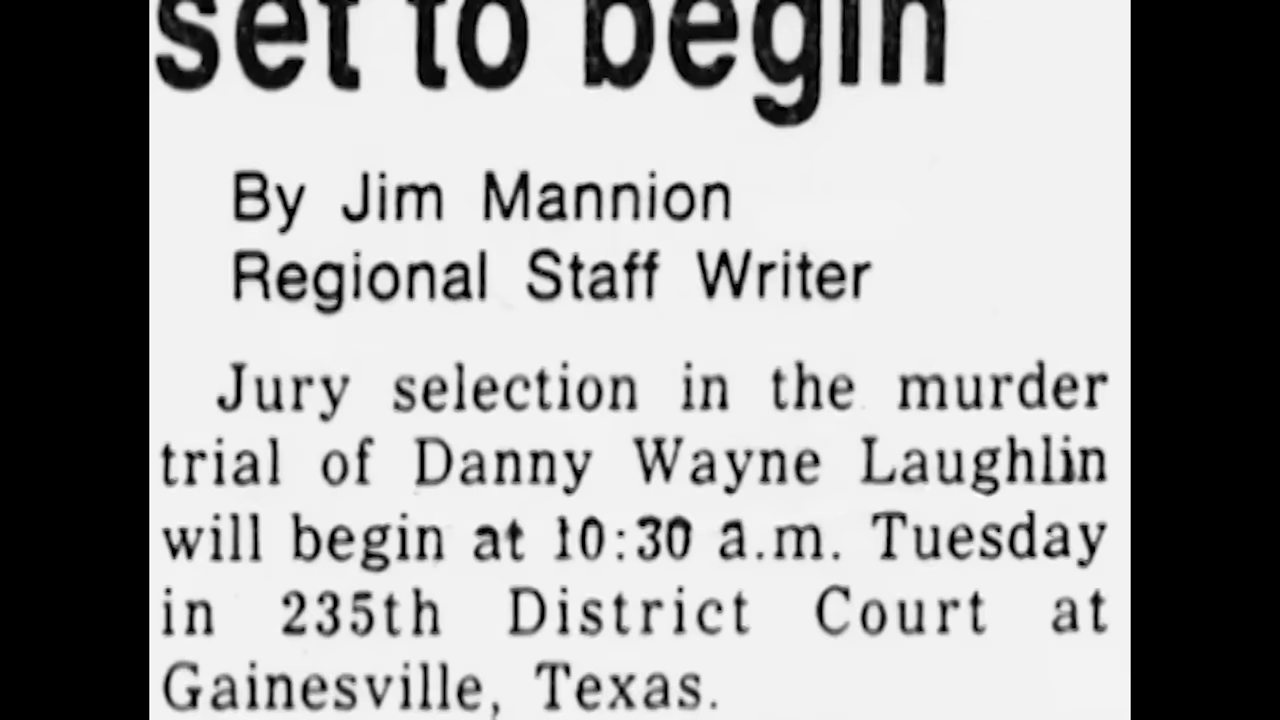 set to begin
By Jim Mannion
Regional Staff Writer
Jury selection in the murder
trial of Danny Wayne Laughlin
will begin at 10:30 a.m. Tuesday
in 235th District Court at
Gainesville, Texas.